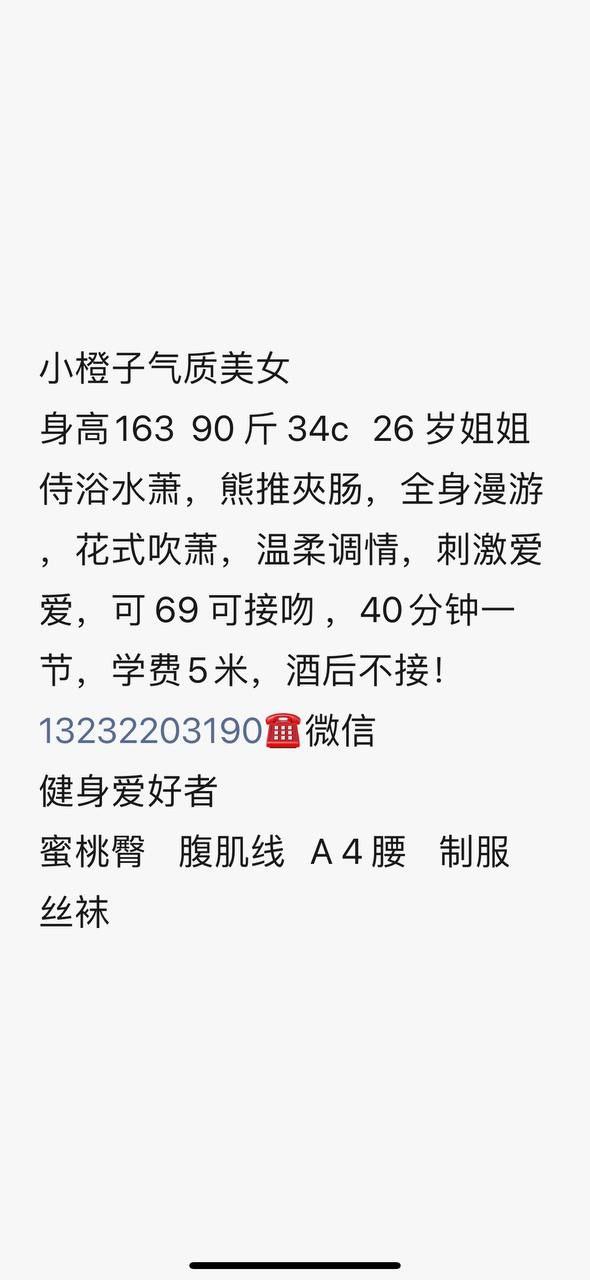 小橙子气质美女
身高163 90斤 34c 26岁姐姐
侍浴水萧，熊推夾肠，全身漫游
，花式吹萧，温柔调情，刺激爱
爱，可69可接吻，40分钟一
节，学费5米，酒后不接！
13232203190☎️微信
健身爱好者
蜜桃臀 腹肌线 A4腰 制服
丝袜